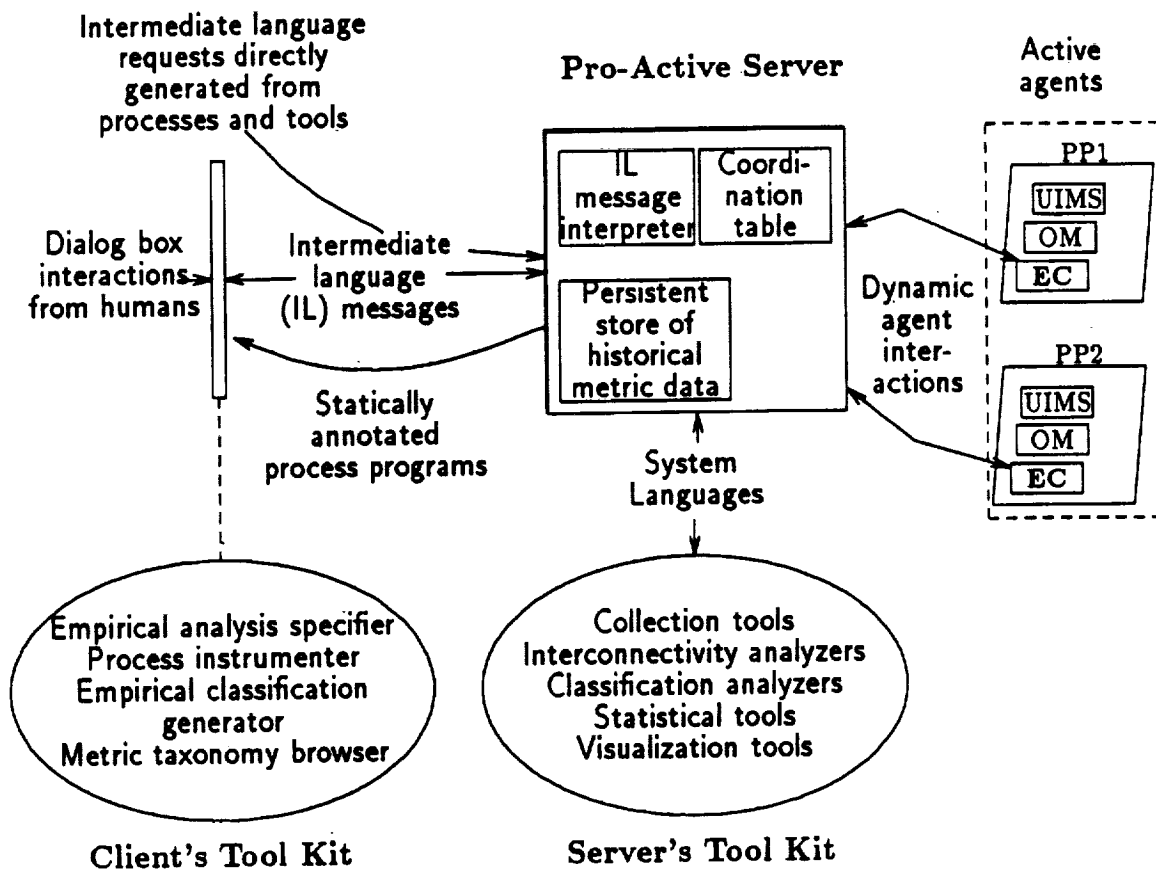 Intermediate language
requests directly
generated from
processes and tools
Pro-Active Server
Active
agents
IL
message
interpreter
Coordi-
nation
table
Persistent
store of
historical
metric data
PP1
UIMS
OM
EC
PP2
UIMS
OM
EC
Dialog box
interactions
from humans
Intermediate
language
(IL) messages
Statically
annotated
process programs
Dynamic
agent
inter-
actions
System
Languages
Empirical analysis specifier
Process instrumenter
Empirical classification
generator
Metric taxonomy browser
Client's Tool Kit
Collection tools
Interconnectivity analyzers
Classification analyzers
Statistical tools
Visualization tools
Server's Tool Kit